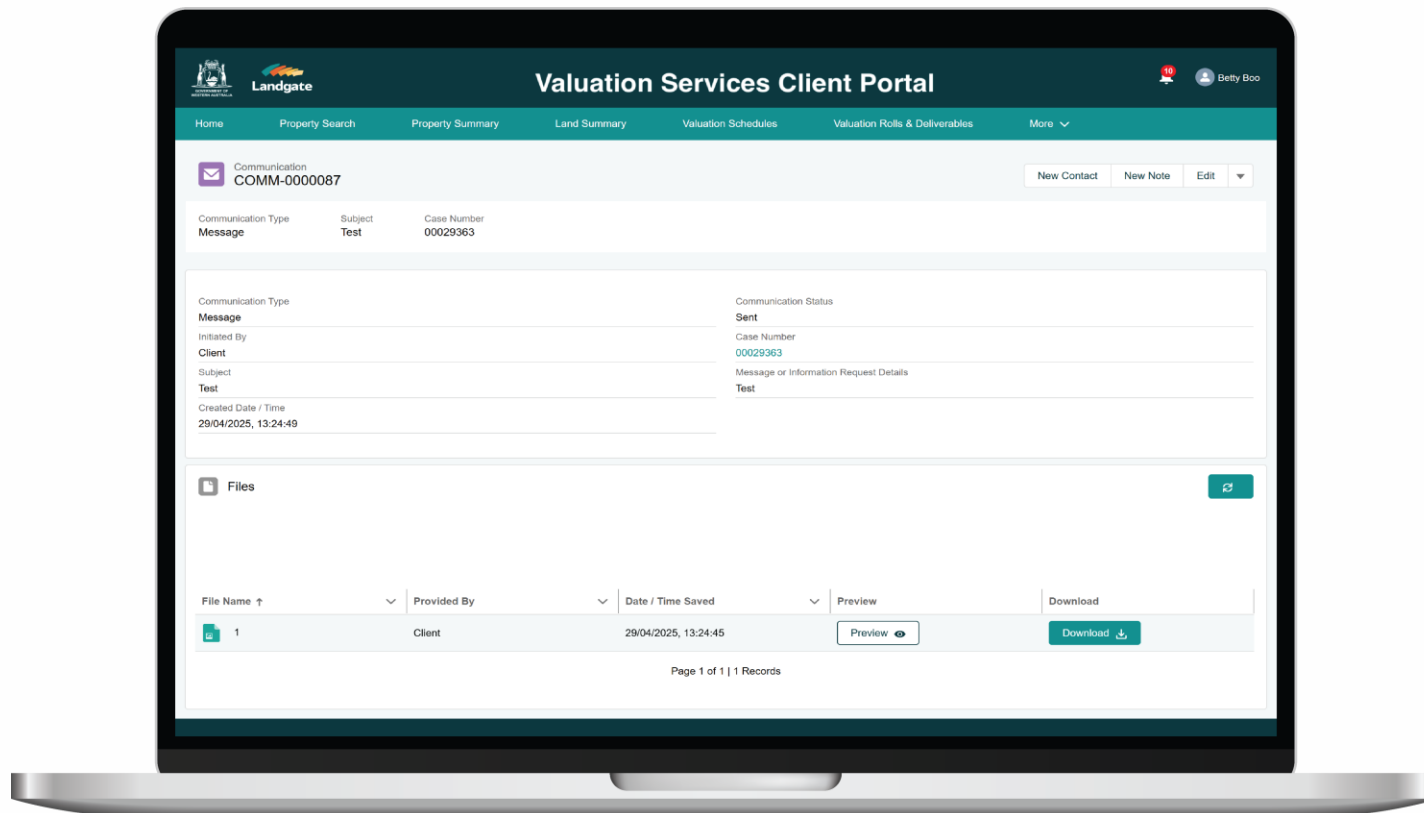 GOVERNMENT OF
WESTERN AUSTRALIA
Landgate
Valuation Services Client Portal
10
Betty Boo
Home Property Search Property Summary Land Summary Valuation Schedules Valuation Rolls & Deliverables More
Communication
COMM-0000087
New Contact New Note Edit
Communication Type Subject Case Number
Message Test 00029363
Communication Type Communication Status
Message Sent
Initiated By Case Number
Client 00029363
Subject Message or Information Request Details
Test Test
Created Date / Time
29/04/2025, 13:24:49
Files
File Name Provided By Date / Time Saved Preview Download
1 Client 29/04/2025, 13:24:45 Preview Download
Page 1 of 1 | 1 Records